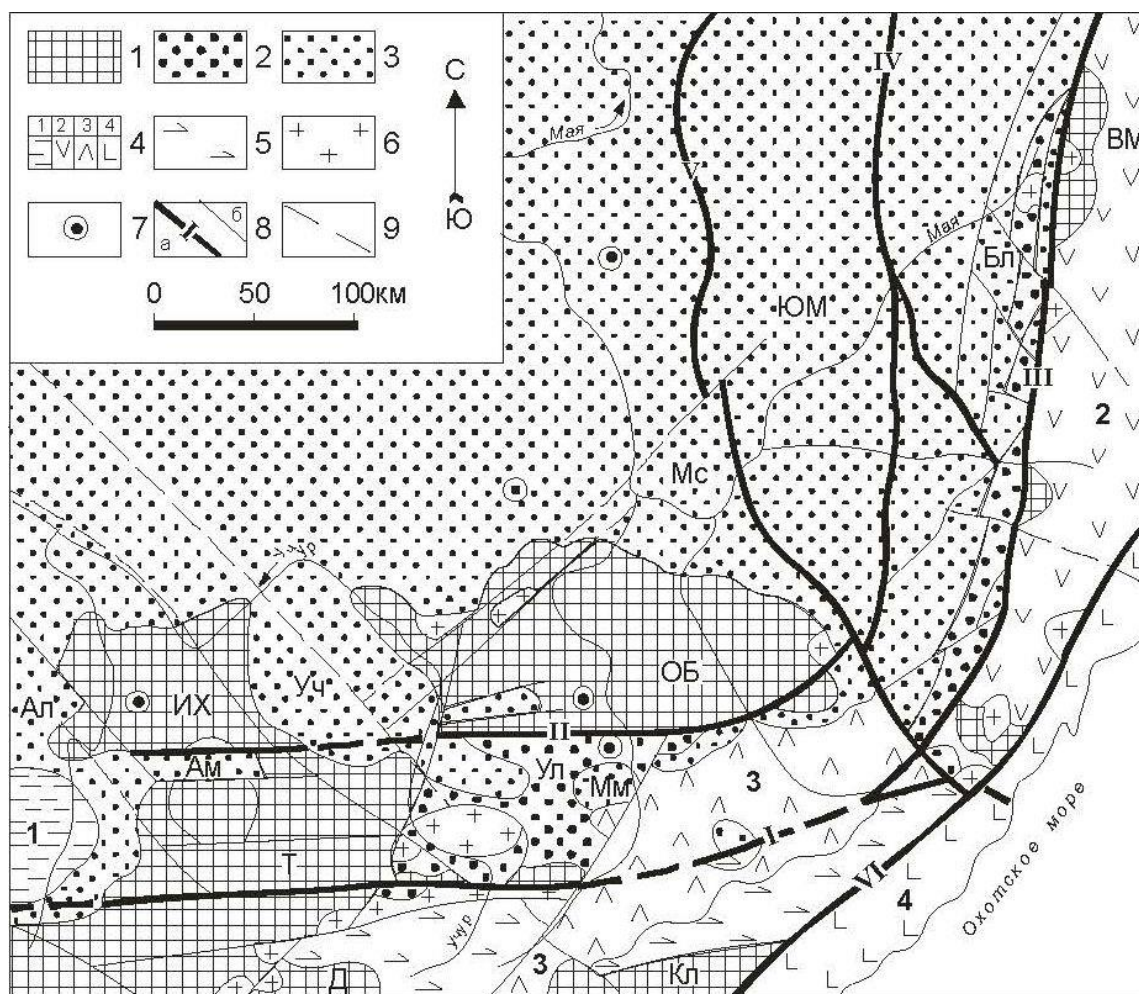 1 2 3
С
1 2 3 4
4 5 6
Ю
7 а I б 8 9
0 50 100км
IV
Мая
ВМ
V
Мая
Бл
ЮМ
III
2
Мс
Учур
ОБ
Уч
ИХ
Ал
II
Ам
Ул
Мм
3
1
I
Т
VI
4
Охотское море
учур
3
Д
Кл